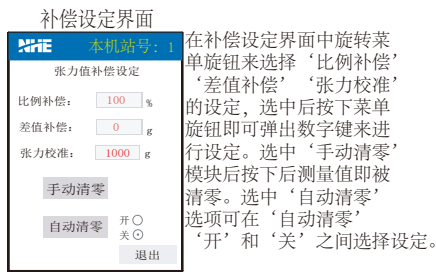 补偿设定界面
NHE 本机站号: 1
张力值补偿设定
比例补偿: 100 %
差值补偿: 0 g
张力校准: 1000 g
手动清零
自动清零 开○
关⊙
退出
在补偿设定界面中旋转菜
单旋钮来选择‘比例补偿’
‘差值补偿’‘张力校准’
的设定, 选中后按下菜单
旋钮即可弹出数字键来进
行设定。选中‘手动清零’
模块后按下后测量值即被
清零。选中‘自动清零’
选项可在‘自动清零’
‘开’和‘关’之间选择设定。